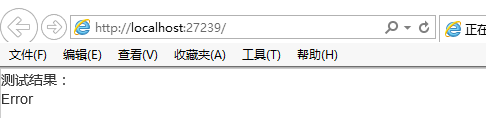 http://localhost:27239/
正在
文件(F) 编辑(E) 查看(V) 收藏夹(A) 工具(T) 帮助(H)
测试结果：
Error